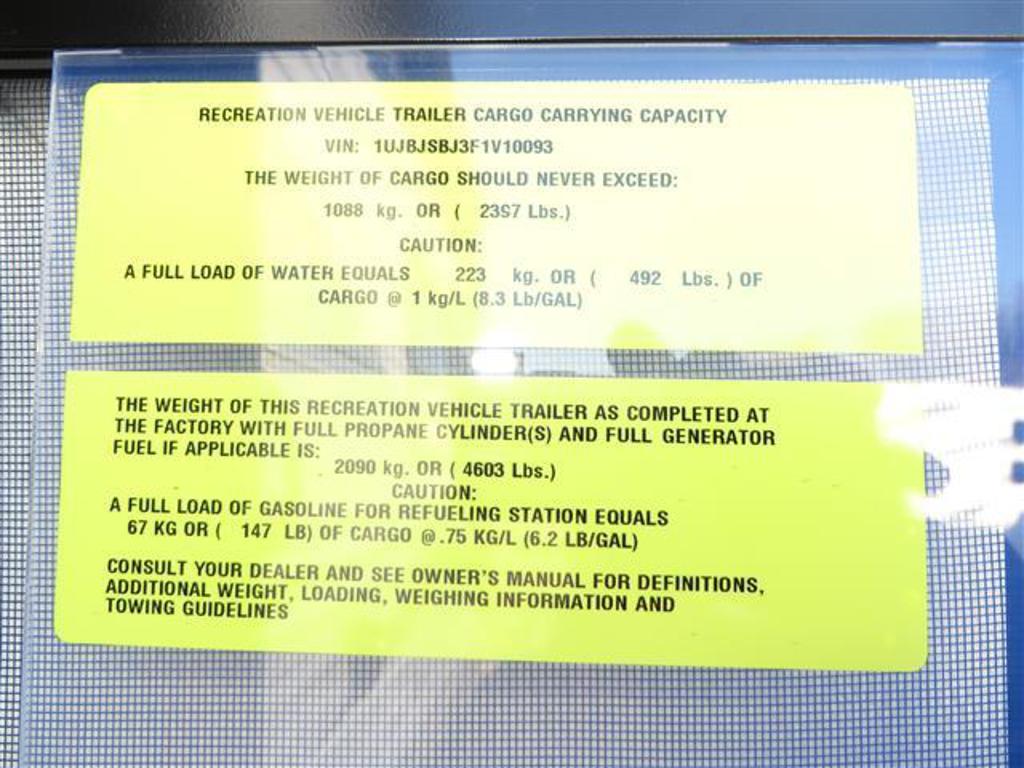 RECREATION VEHICLE TRAILER CARGO CARRYING CAPACITY
VIN: 1UJBJSBJ3F1V10093
THE WEIGHT OF CARGO SHOULD NEVER EXCEED:
1088 kg. OR ( 2397 Lbs.)
CAUTION:
A FULL LOAD OF WATER EQUALS 223 kg. OR ( 492 Lbs. ) OF
CARGO @ 1 kg/L (8.3 Lb/GAL)
THE WEIGHT OF THIS RECREATION VEHICLE TRAILER AS COMPLETED AT
THE FACTORY WITH FULL PROPANE CYLINDER(S) AND FULL GENERATOR
FUEL IF APPLICABLE IS:
2090 kg. OR ( 4603 Lbs.)
CAUTION:
A FULL LOAD OF GASOLINE FOR REFUELING STATION EQUALS
67 KG OR ( 147 LB) OF CARGO @ .75 KG/L (6.2 LB/GAL)
CONSULT YOUR DEALER AND SEE OWNER'S MANUAL FOR DEFINITIONS,
ADDITIONAL WEIGHT, LOADING, WEIGHING INFORMATION AND
TOWING GUIDELINES